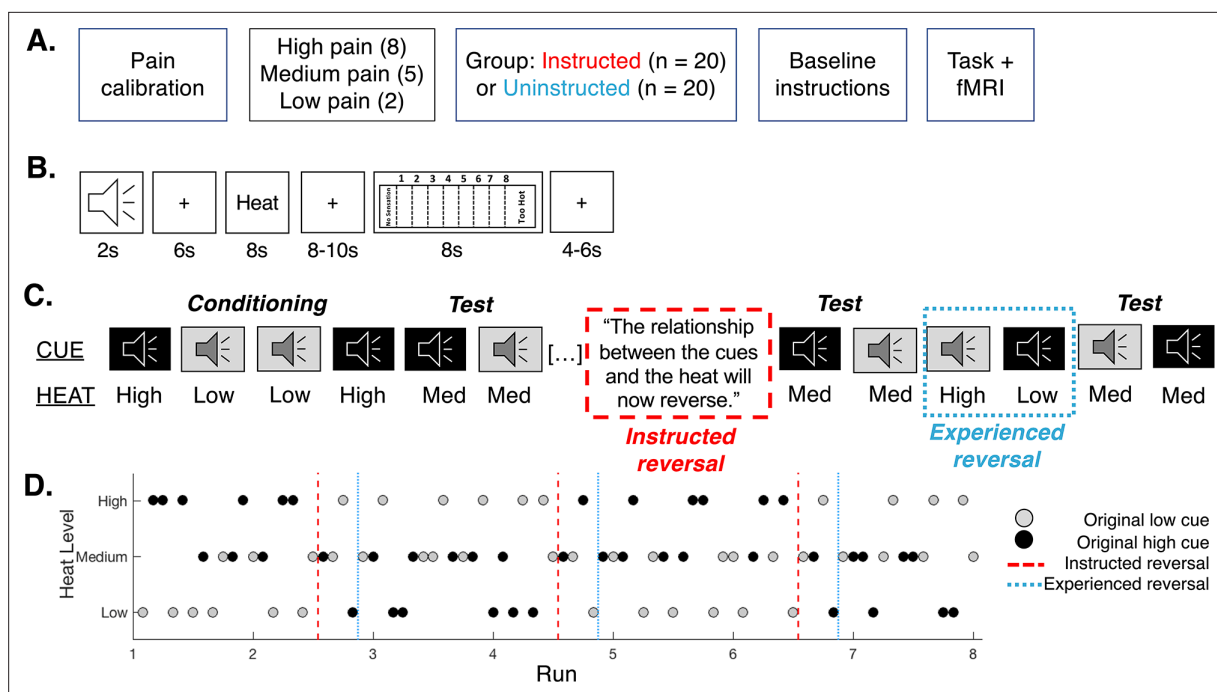 A.
Pain
calibration
High pain (8)
Medium pain (5)
Low pain (2)
Group: Instructed (n = 20)
or Uninstructed (n = 20)
Baseline
instructions
Task +
fMRI
B.
Heat
+
+
1 2 3 4 5 6 7 8
No Sensation
Too Hot
+
2s 6s 8s 8-10s 8s 4-6s
C.
Conditioning Test Test Test
CUE
[...]
“The relationship
between the cues
and the heat will
now reverse.”
HEAT High Low Low High Med Med Med Med High Low Med Med
Instructed
reversal
Experienced
reversal
D.
Heat Level
High
Medium
Low
1 2 3 4 5 6 7 8
Run
Original low cue
Original high cue
Instructed reversal
Experienced reversal